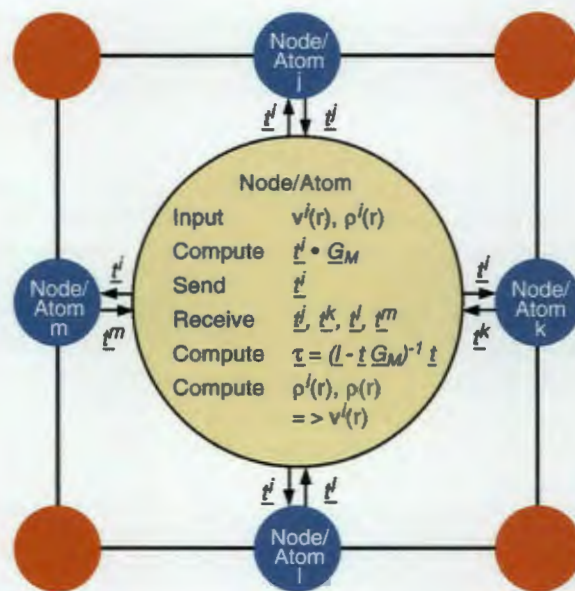 Node/
Atom
j
t^i t^j
Node/Atom
Input v^i(r), ρ^i(r)
Compute t^i • G_M
Send t^i
Receive t^j, t^k, t^l, t^m
Compute τ = (I - t G_M)^-1 t
Compute ρ^i(r), ρ(r)
= > v^i(r)
t^i
Node/
Atom
m
t^m
t^i
Node/
Atom
k
t^k
t^i t^l
Node/
Atom
l